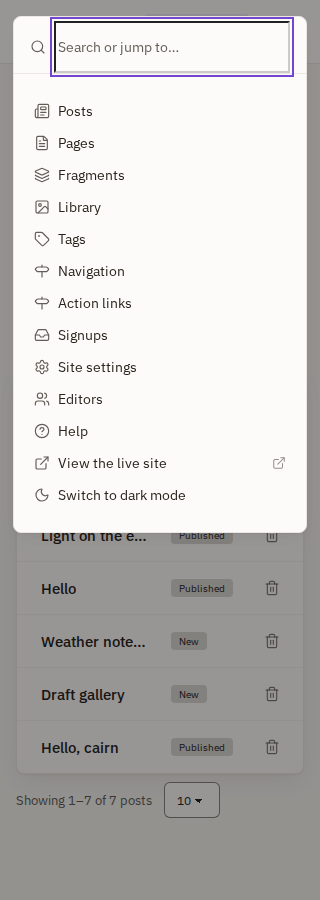 Search or jump to…
Posts
Pages
Fragments
Library
Tags
Navigation
Action links
Signups
Site settings
Editors
Help
View the live site
Switch to dark mode
Light on the e… Published
Hello Published
Weather note… New
Draft gallery New
Hello, cairn Published
Showing 1–7 of 7 posts 10